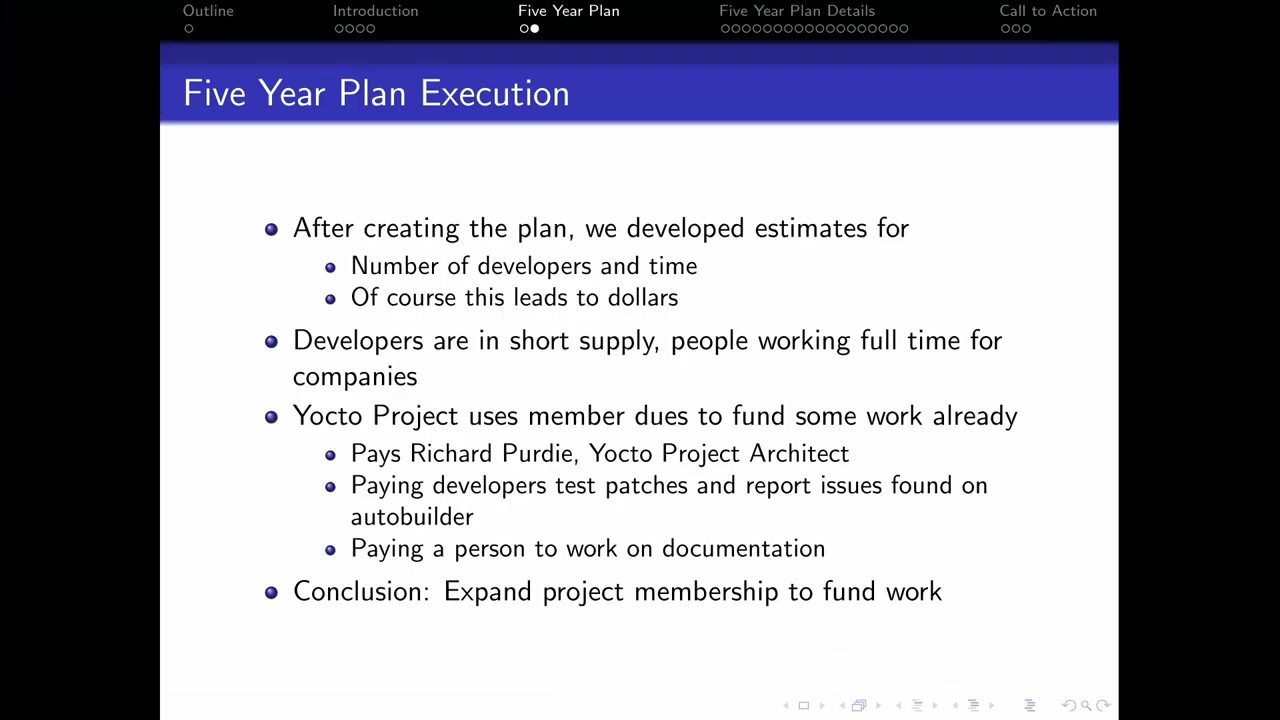 Outline Introduction Five Year Plan Five Year Plan Details Call to Action
Five Year Plan Execution
After creating the plan, we developed estimates for
Number of developers and time
Of course this leads to dollars
Developers are in short supply, people working full time for
companies
Yocto Project uses member dues to fund some work already
Pays Richard Purdie, Yocto Project Architect
Paying developers test patches and report issues found on
autobuilder
Paying a person to work on documentation
Conclusion: Expand project membership to fund work